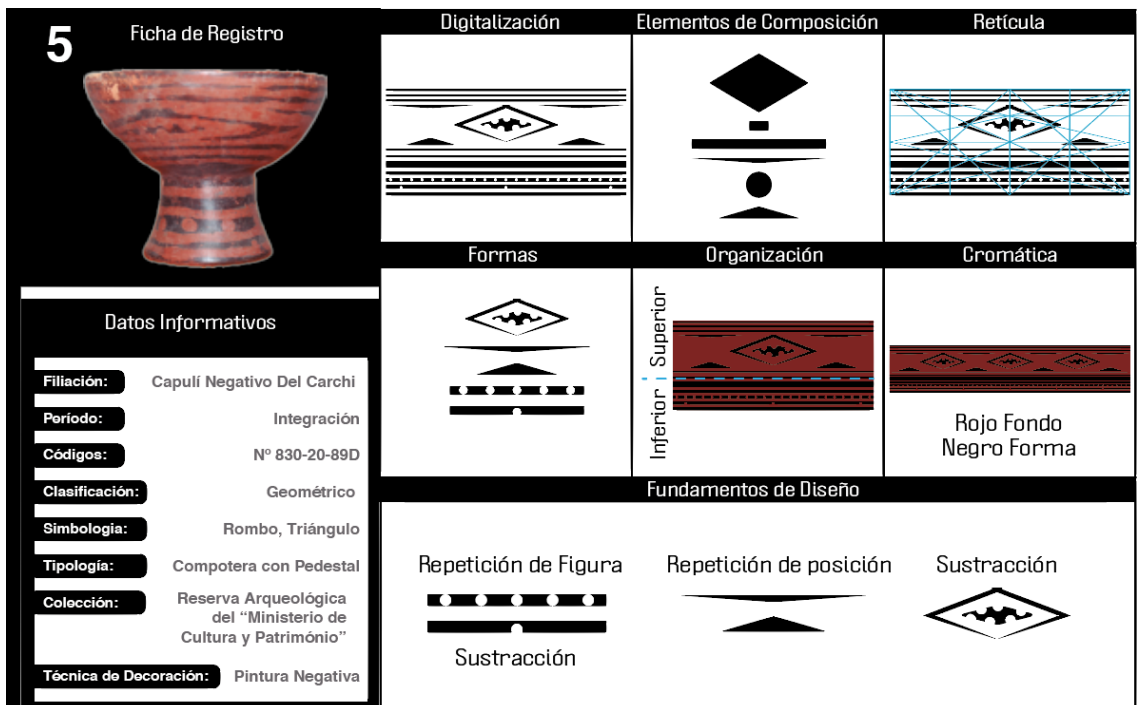 5
Ficha de Registro
Datos Informativos
Filiación: Capulí Negativo Del Carchi
Período: Integración
Códigos: Nº 830-20-89D
Clasificación: Geométrico
Simbologia: Rombo, Triángulo
Tipología: Compotera con Pedestal
Colección: Reserva Arqueológica
del “Ministerio de
Cultura y Património”
Técnica de Decoración: Pintura Negativa
Digitalización
Elementos de Composición
Retícula
Formas
Organización
Superior
Inferior
Cromática
Rojo Fondo
Negro Forma
Fundamentos de Diseño
Repetición de Figura
Sustracción
Repetición de posición
Sustracción